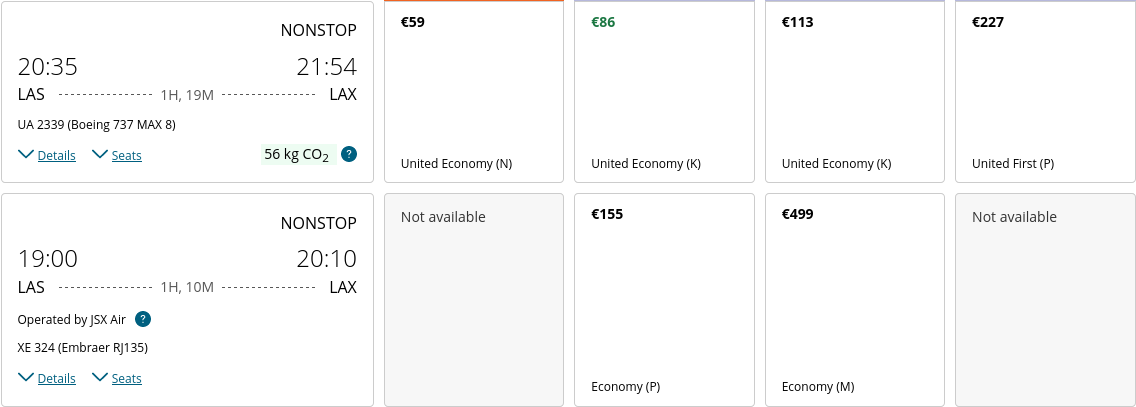 NONSTOP
20:35 21:54
LAS 1H, 19M LAX
UA 2339 (Boeing 737 MAX 8)
Details Seats 56 kg CO2 ?
€59
United Economy (N)
€86
United Economy (K)
€113
United Economy (K)
€227
United First (P)
NONSTOP
19:00 20:10
LAS 1H, 10M LAX
Operated by JSX Air ?
XE 324 (Embraer RJ135)
Details Seats
Not available
€155
Economy (P)
€499
Economy (M)
Not available